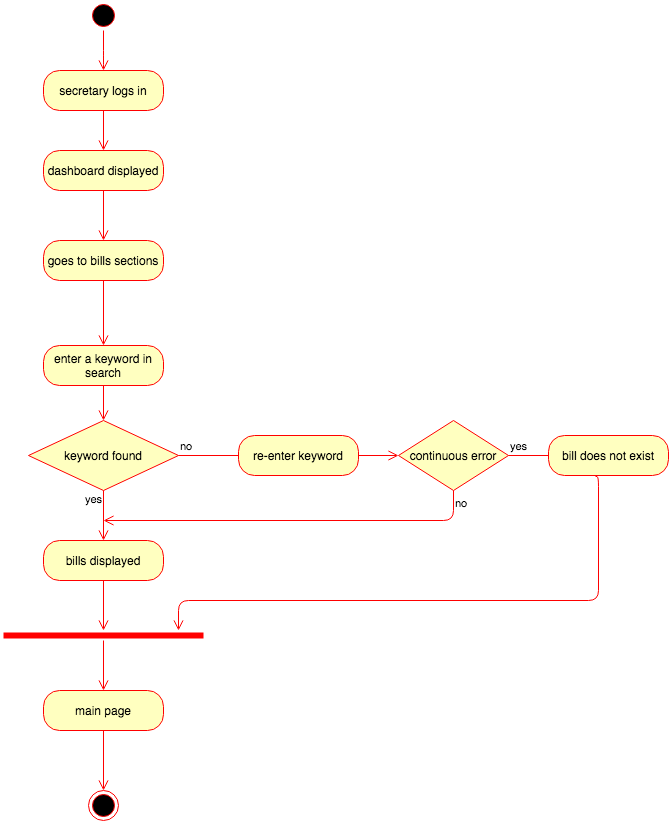 secretary logs in
dashboard displayed
goes to bills sections
enter a keyword in
search
keyword found
no
re-enter keyword
continuous error
yes
bill does not exist
yes
no
bills displayed
main page